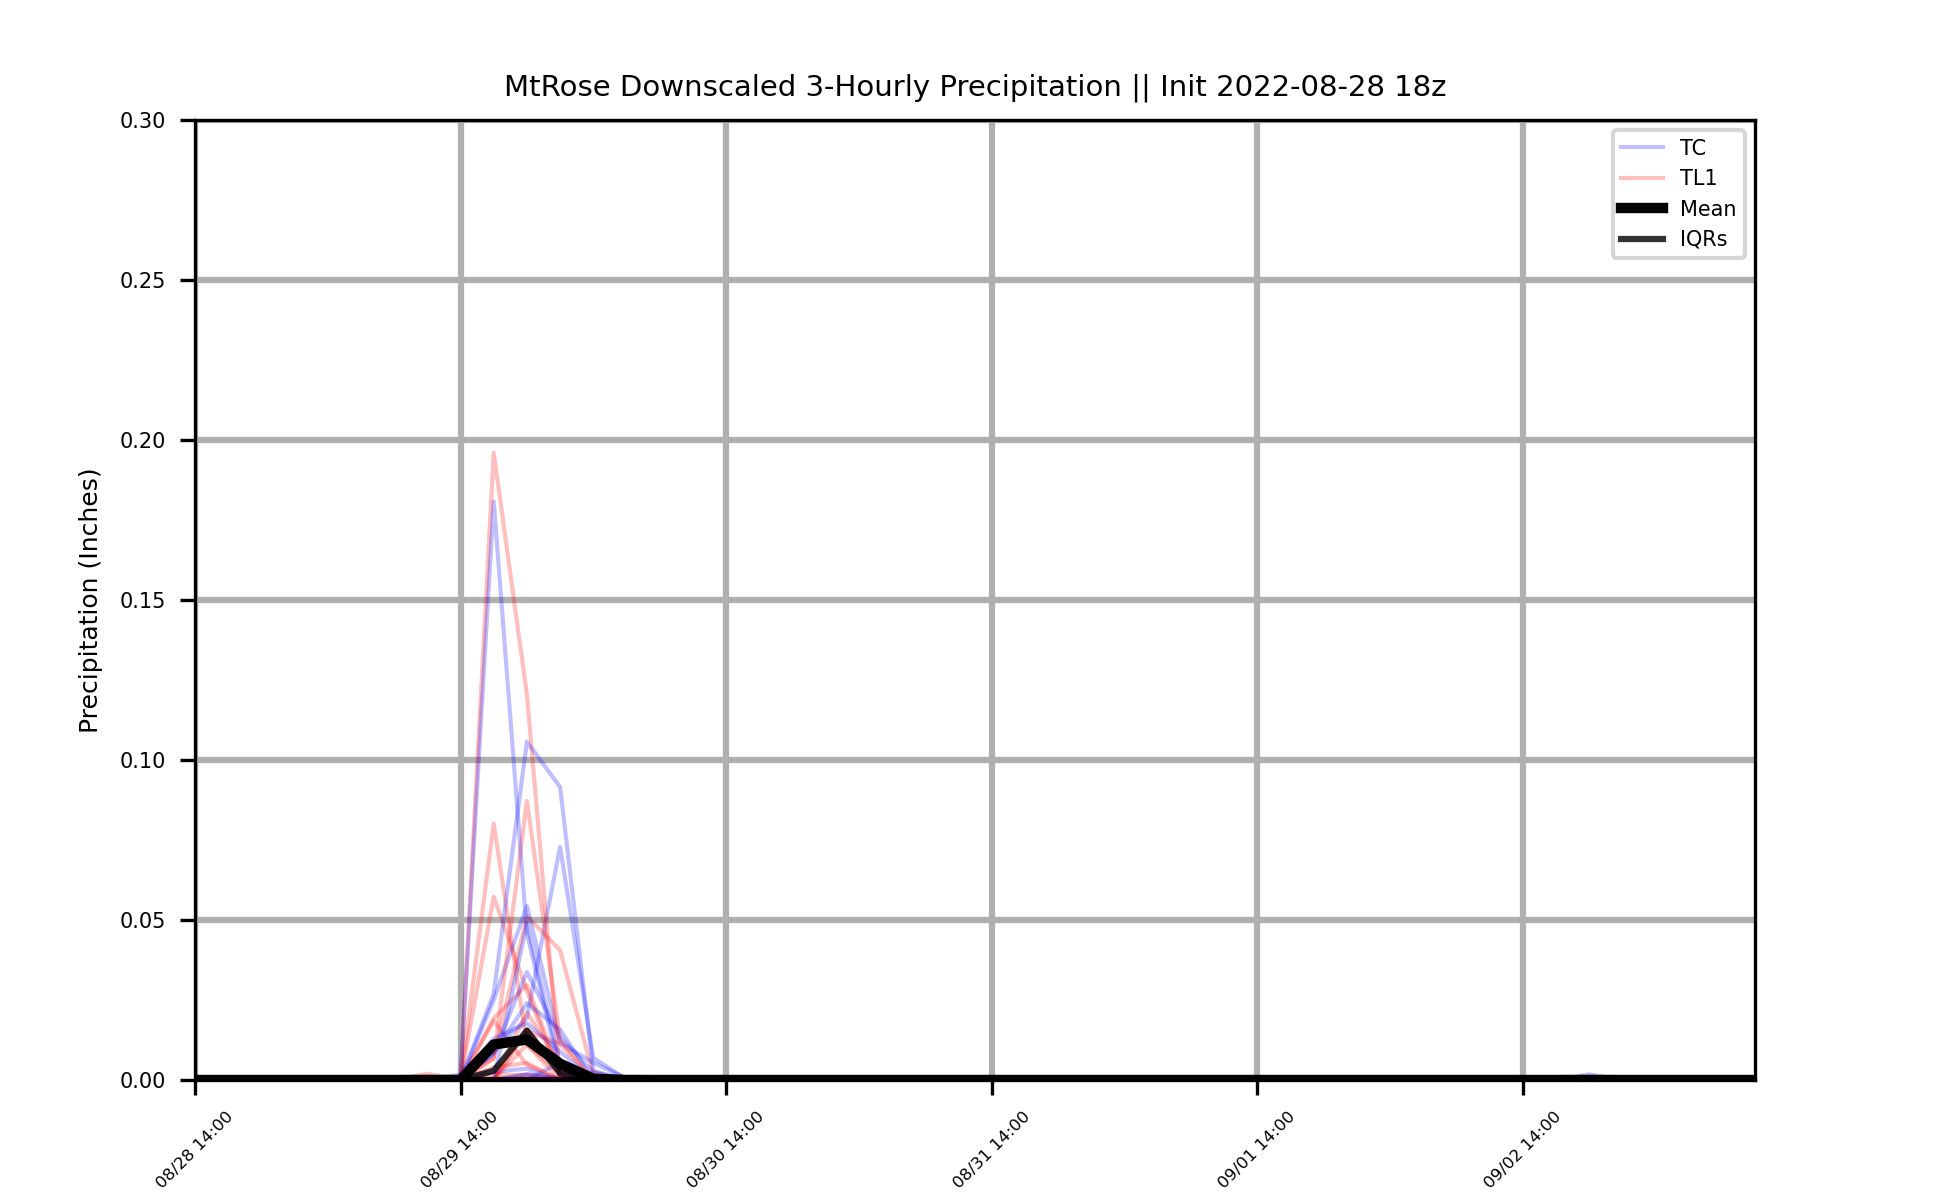 MtRose Downscaled 3-Hourly Precipitation || Init 2022-08-28 18z
Precipitation (Inches)
0.30
0.25
0.20
0.15
0.10
0.05
0.00
TC
TL1
Mean
IQRs
08/28 14:00
08/29 14:00
08/30 14:00
08/31 14:00
09/01 14:00
09/02 14:00